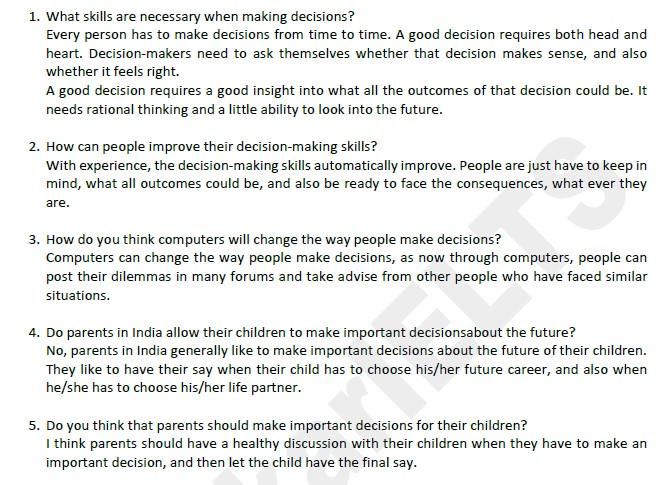 1. What skills are necessary when making decisions?
Every person has to make decisions from time to time. A good decision requires both head and
heart. Decision-makers need to ask themselves whether that decision makes sense, and also
whether it feels right.
A good decision requires a good insight into what all the outcomes of that decision could be. It
needs rational thinking and a little ability to look into the future.
2. How can people improve their decision-making skills?
With experience, the decision-making skills automatically improve. People are just have to keep in
mind, what all outcomes could be, and also be ready to face the consequences, what ever they
are.
3. How do you think computers will change the way people make decisions?
Computers can change the way people make decisions, as now through computers, people can
post their dilemmas in many forums and take advise from other people who have faced similar
situations.
4. Do parents in India allow their children to make important decisionsabout the future?
No, parents in India generally like to make important decisions about the future of their children.
They like to have their say when their child has to choose his/her future career, and also when
he/she has to choose his/her life partner.
5. Do you think that parents should make important decisions for their children?
I think parents should have a healthy discussion with their children when they have to make an
important decision, and then let the child have the final say.
karIELTS